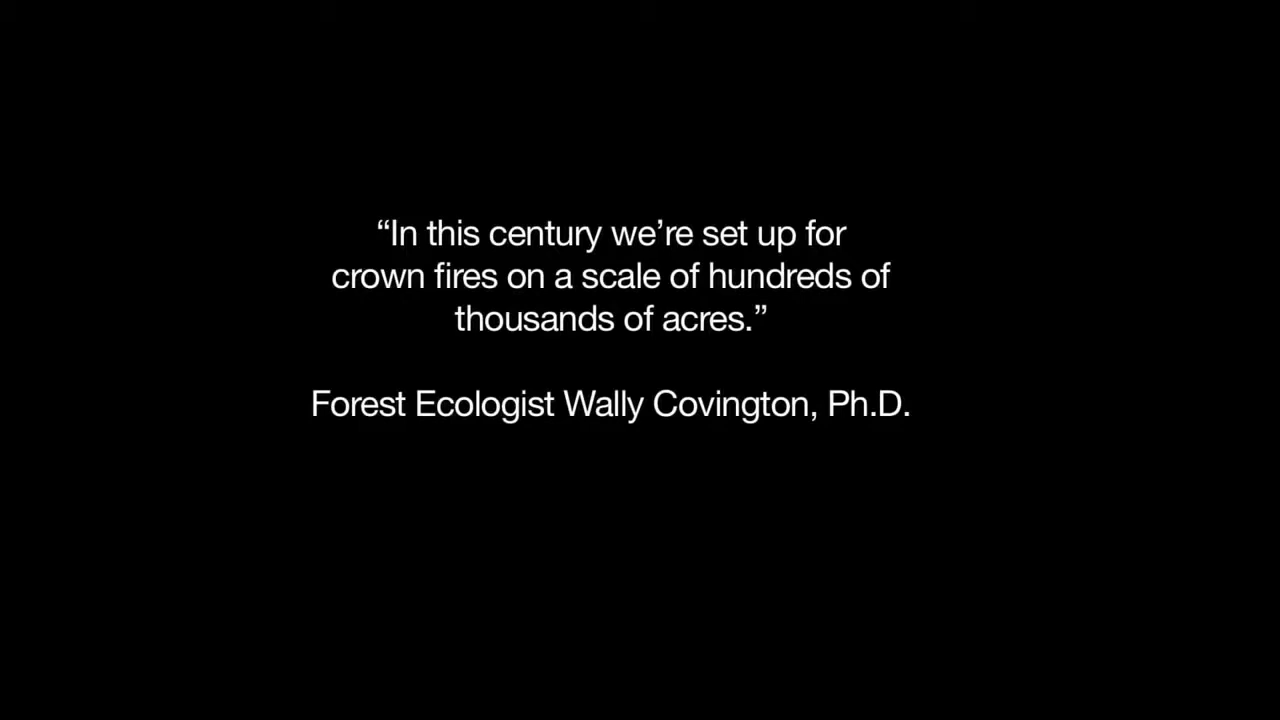 “In this century we’re set up for
crown fires on a scale of hundreds of
thousands of acres.”
Forest Ecologist Wally Covington, Ph.D.